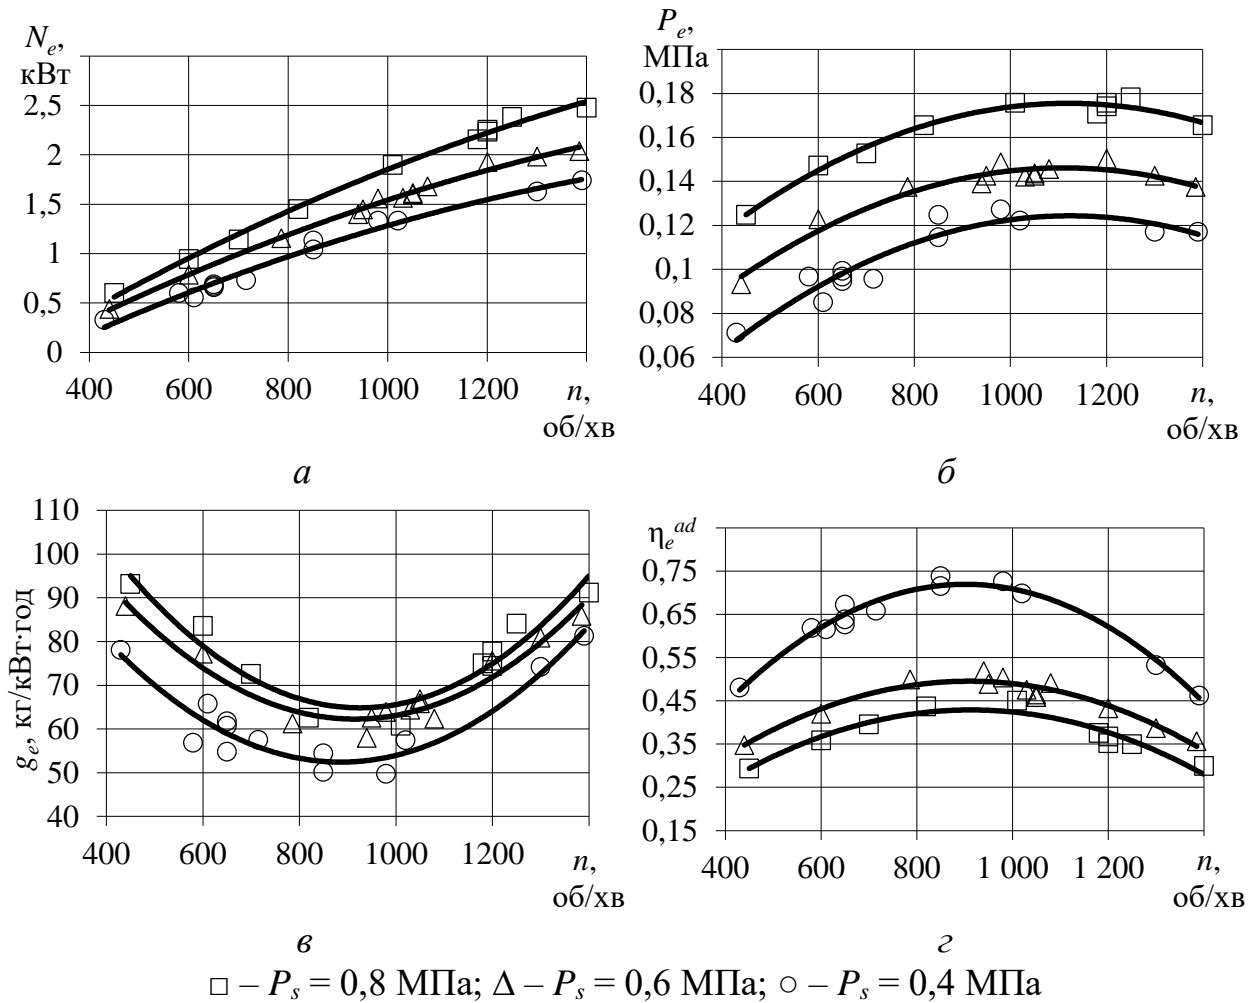 Nₑ,
кВт
2,5
2
1,5
1
0,5
0
400 600 800 1000 1200 n,
об/хв
а
Pₑ,
МПа
0,18
0,16
0,14
0,12
0,1
0,08
0,06
400 600 800 1000 1200 n,
об/хв
б
gₑ, кг/кВт·год
110
100
90
80
70
60
50
40
400 600 800 1000 1200 n,
об/хв
в
ηₑᵃᵈ
0,75
0,65
0,55
0,45
0,35
0,25
0,15
400 600 800 1 000 1 200 n,
об/хв
г
□ – Pₛ = 0,8 МПа; Δ – Pₛ = 0,6 МПа; ○ – Pₛ = 0,4 МПа